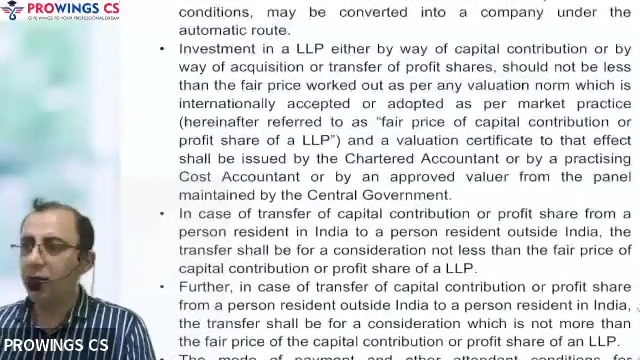 PROWINGS CS
GIVE WINGS TO YOUR PROFESSIONAL DREAM
conditions, may be converted into a company under the
automatic route.
• Investment in a LLP either by way of capital contribution or by
way of acquisition or transfer of profit shares, should not be less
than the fair price worked out as per any valuation norm which is
internationally accepted or adopted as per market practice
(hereinafter referred to as "fair price of capital contribution or
profit share of a LLP") and a valuation certificate to that effect
shall be issued by the Chartered Accountant or by a practising
Cost Accountant or by an approved valuer from the panel
maintained by the Central Government.
• In case of transfer of capital contribution or profit share from a
person resident in India to a person resident outside India, the
transfer shall be for a consideration not less than the fair price of
capital contribution or profit share of a LLP.
• Further, in case of transfer of capital contribution or profit share
from a person resident outside India to a person resident in India,
the transfer shall be for a consideration which is not more than
the fair price of the capital contribution or profit share of an LLP.
• The mode of payment and other attendant conditions for
PROWINGS CS